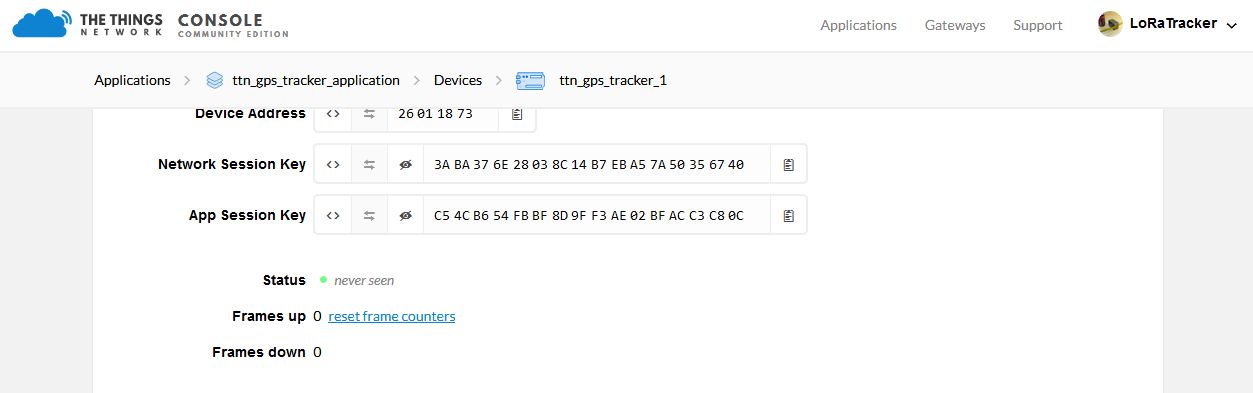 THE THINGS CONSOLE
NETWORK COMMUNITY EDITION
Applications Gateways Support LoRaTracker
Applications > ttn_gps_tracker_application > Devices > ttn_gps_tracker_1
Device Address <> 26 01 18 73
Network Session Key <> 3A BA 37 6E 28 03 8C 14 B7 EB A5 7A 50 35 67 40
App Session Key <> C5 4C B6 54 FB BF 8D 9F F3 AE 02 BF AC C3 C8 0C
Status never seen
Frames up 0 reset frame counters
Frames down 0